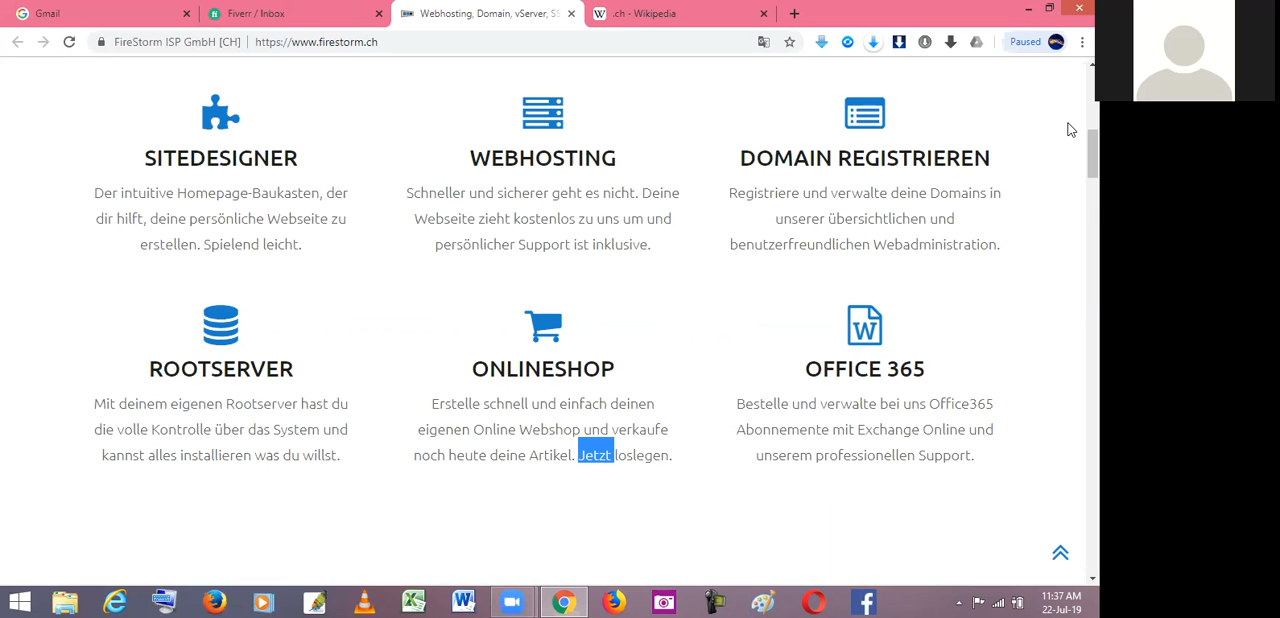 Gmail
Fiverr / Inbox
Webhosting, Domain, vServer, SS
.ch - Wikipedia
FireStorm ISP GmbH [CH] https://www.firestorm.ch
Paused
SITEDESIGNER
Der intuitive Homepage-Baukasten, der
dir hilft, deine persönliche Webseite zu
erstellen. Spielend leicht.
WEBHOSTING
Schneller und sicherer geht es nicht. Deine
Webseite zieht kostenlos zu uns um und
persönlicher Support ist inklusive.
DOMAIN REGISTRIEREN
Registriere und verwalte deine Domains in
unserer übersichtlichen und
benutzerfreundlichen Webadministration.
ROOTSERVER
Mit deinem eigenen Rootserver hast du
die volle Kontrolle über das System und
kannst alles installieren was du willst.
ONLINESHOP
Erstelle schnell und einfach deinen
eigenen Online Webshop und verkaufe
noch heute deine Artikel. Jetzt loslegen.
OFFICE 365
Bestelle und verwalte bei uns Office365
Abonnemente mit Exchange Online und
unserem professionellen Support.
11:37 AM
22-Jul-19